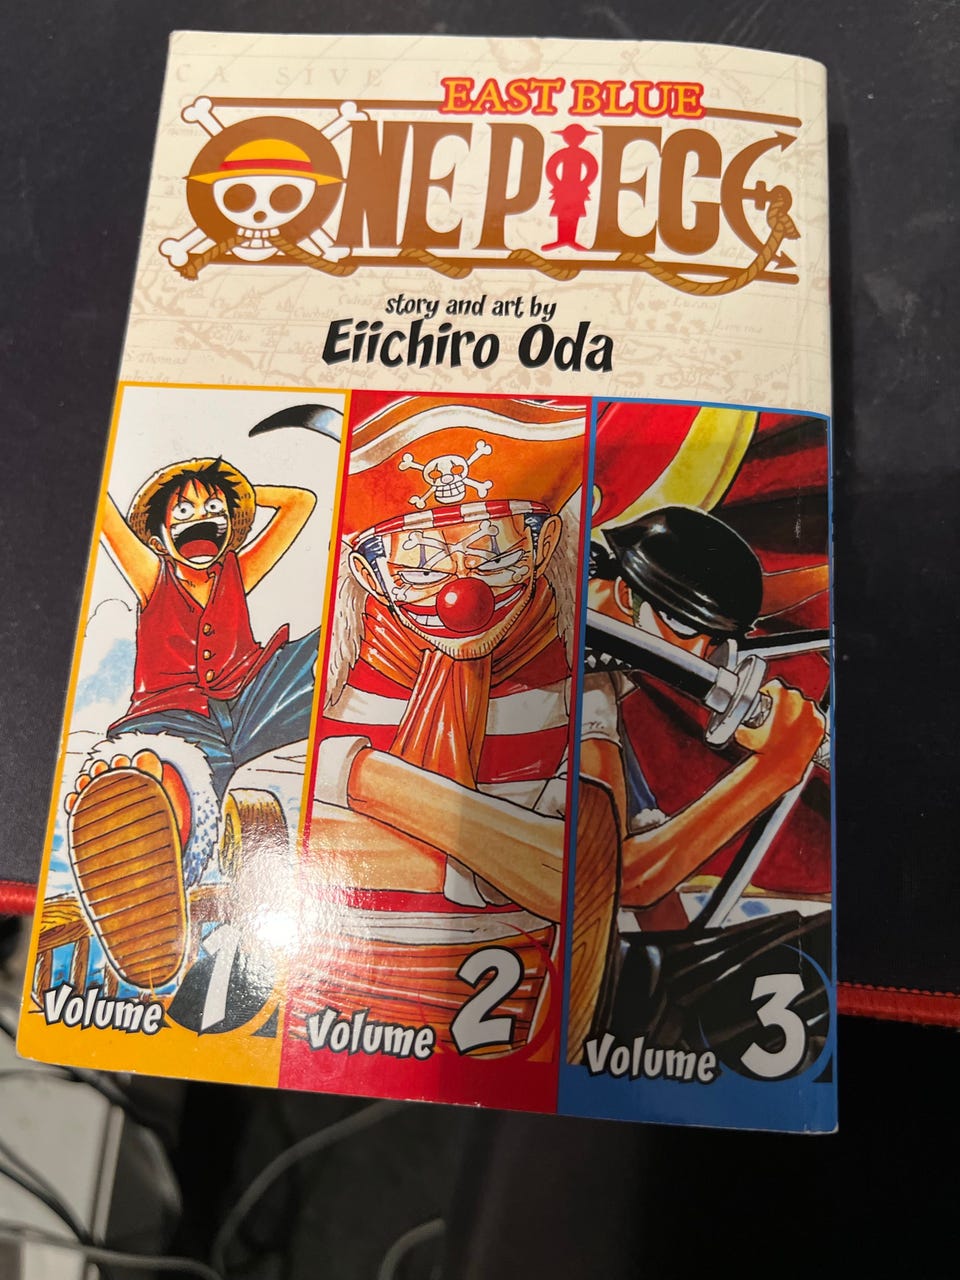 EAST BLUE
ONE PIECE
story and art by
Eiichiro Oda
Volume 1
Volume 2
Volume 3